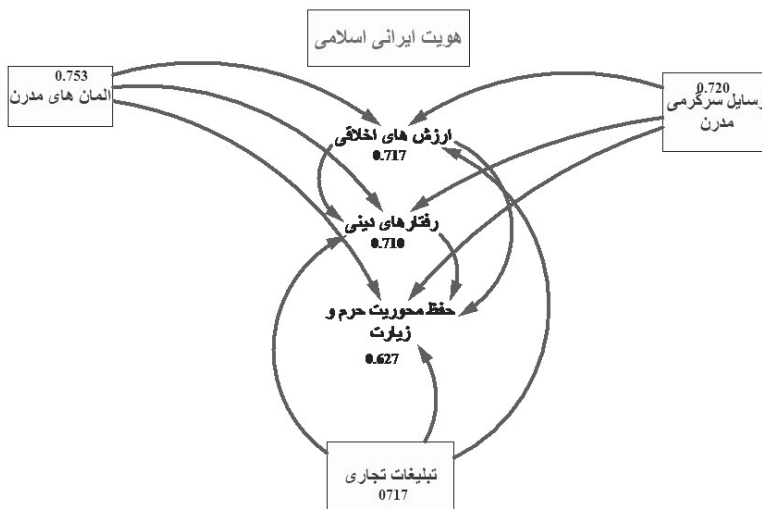 هویت ایرانی اسلامی
0.753
المان های مدرن
0.720
وسایل سرگرمی
مدرن
ارزش های اخلاقی
0.717
رفتارهای دینی
0.710
حفظ محوریت حرم و
زیارت
0.627
تبلیغات تجاری
0717